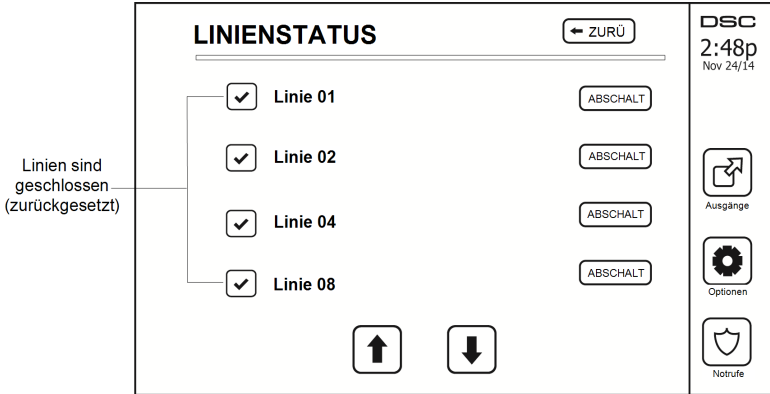 LINIENSTATUS
ZURÜ
DSC
2:48p
Nov 24/14
Linie 01
ABSCHALT
Linie 02
ABSCHALT
Linien sind
geschlossen
(zurückgesetzt)
Linie 04
ABSCHALT
Linie 08
ABSCHALT
Ausgänge
Optionen
Notrufe